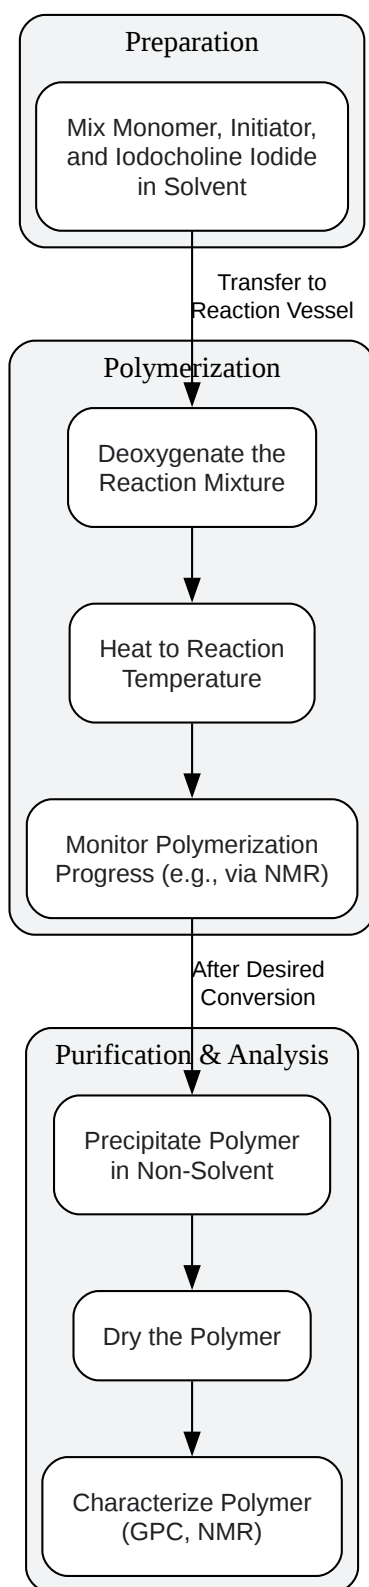 Preparation
Mix Monomer, Initiator,
and Iodocholine Iodide
in Solvent
Transfer to
Reaction Vessel
Polymerization
Deoxygenate the
Reaction Mixture
Heat to Reaction
Temperature
Monitor Polymerization
Progress (e.g., via NMR)
After Desired
Conversion
Purification & Analysis
Precipitate Polymer
in Non-Solvent
Dry the Polymer
Characterize Polymer
(GPC, NMR)